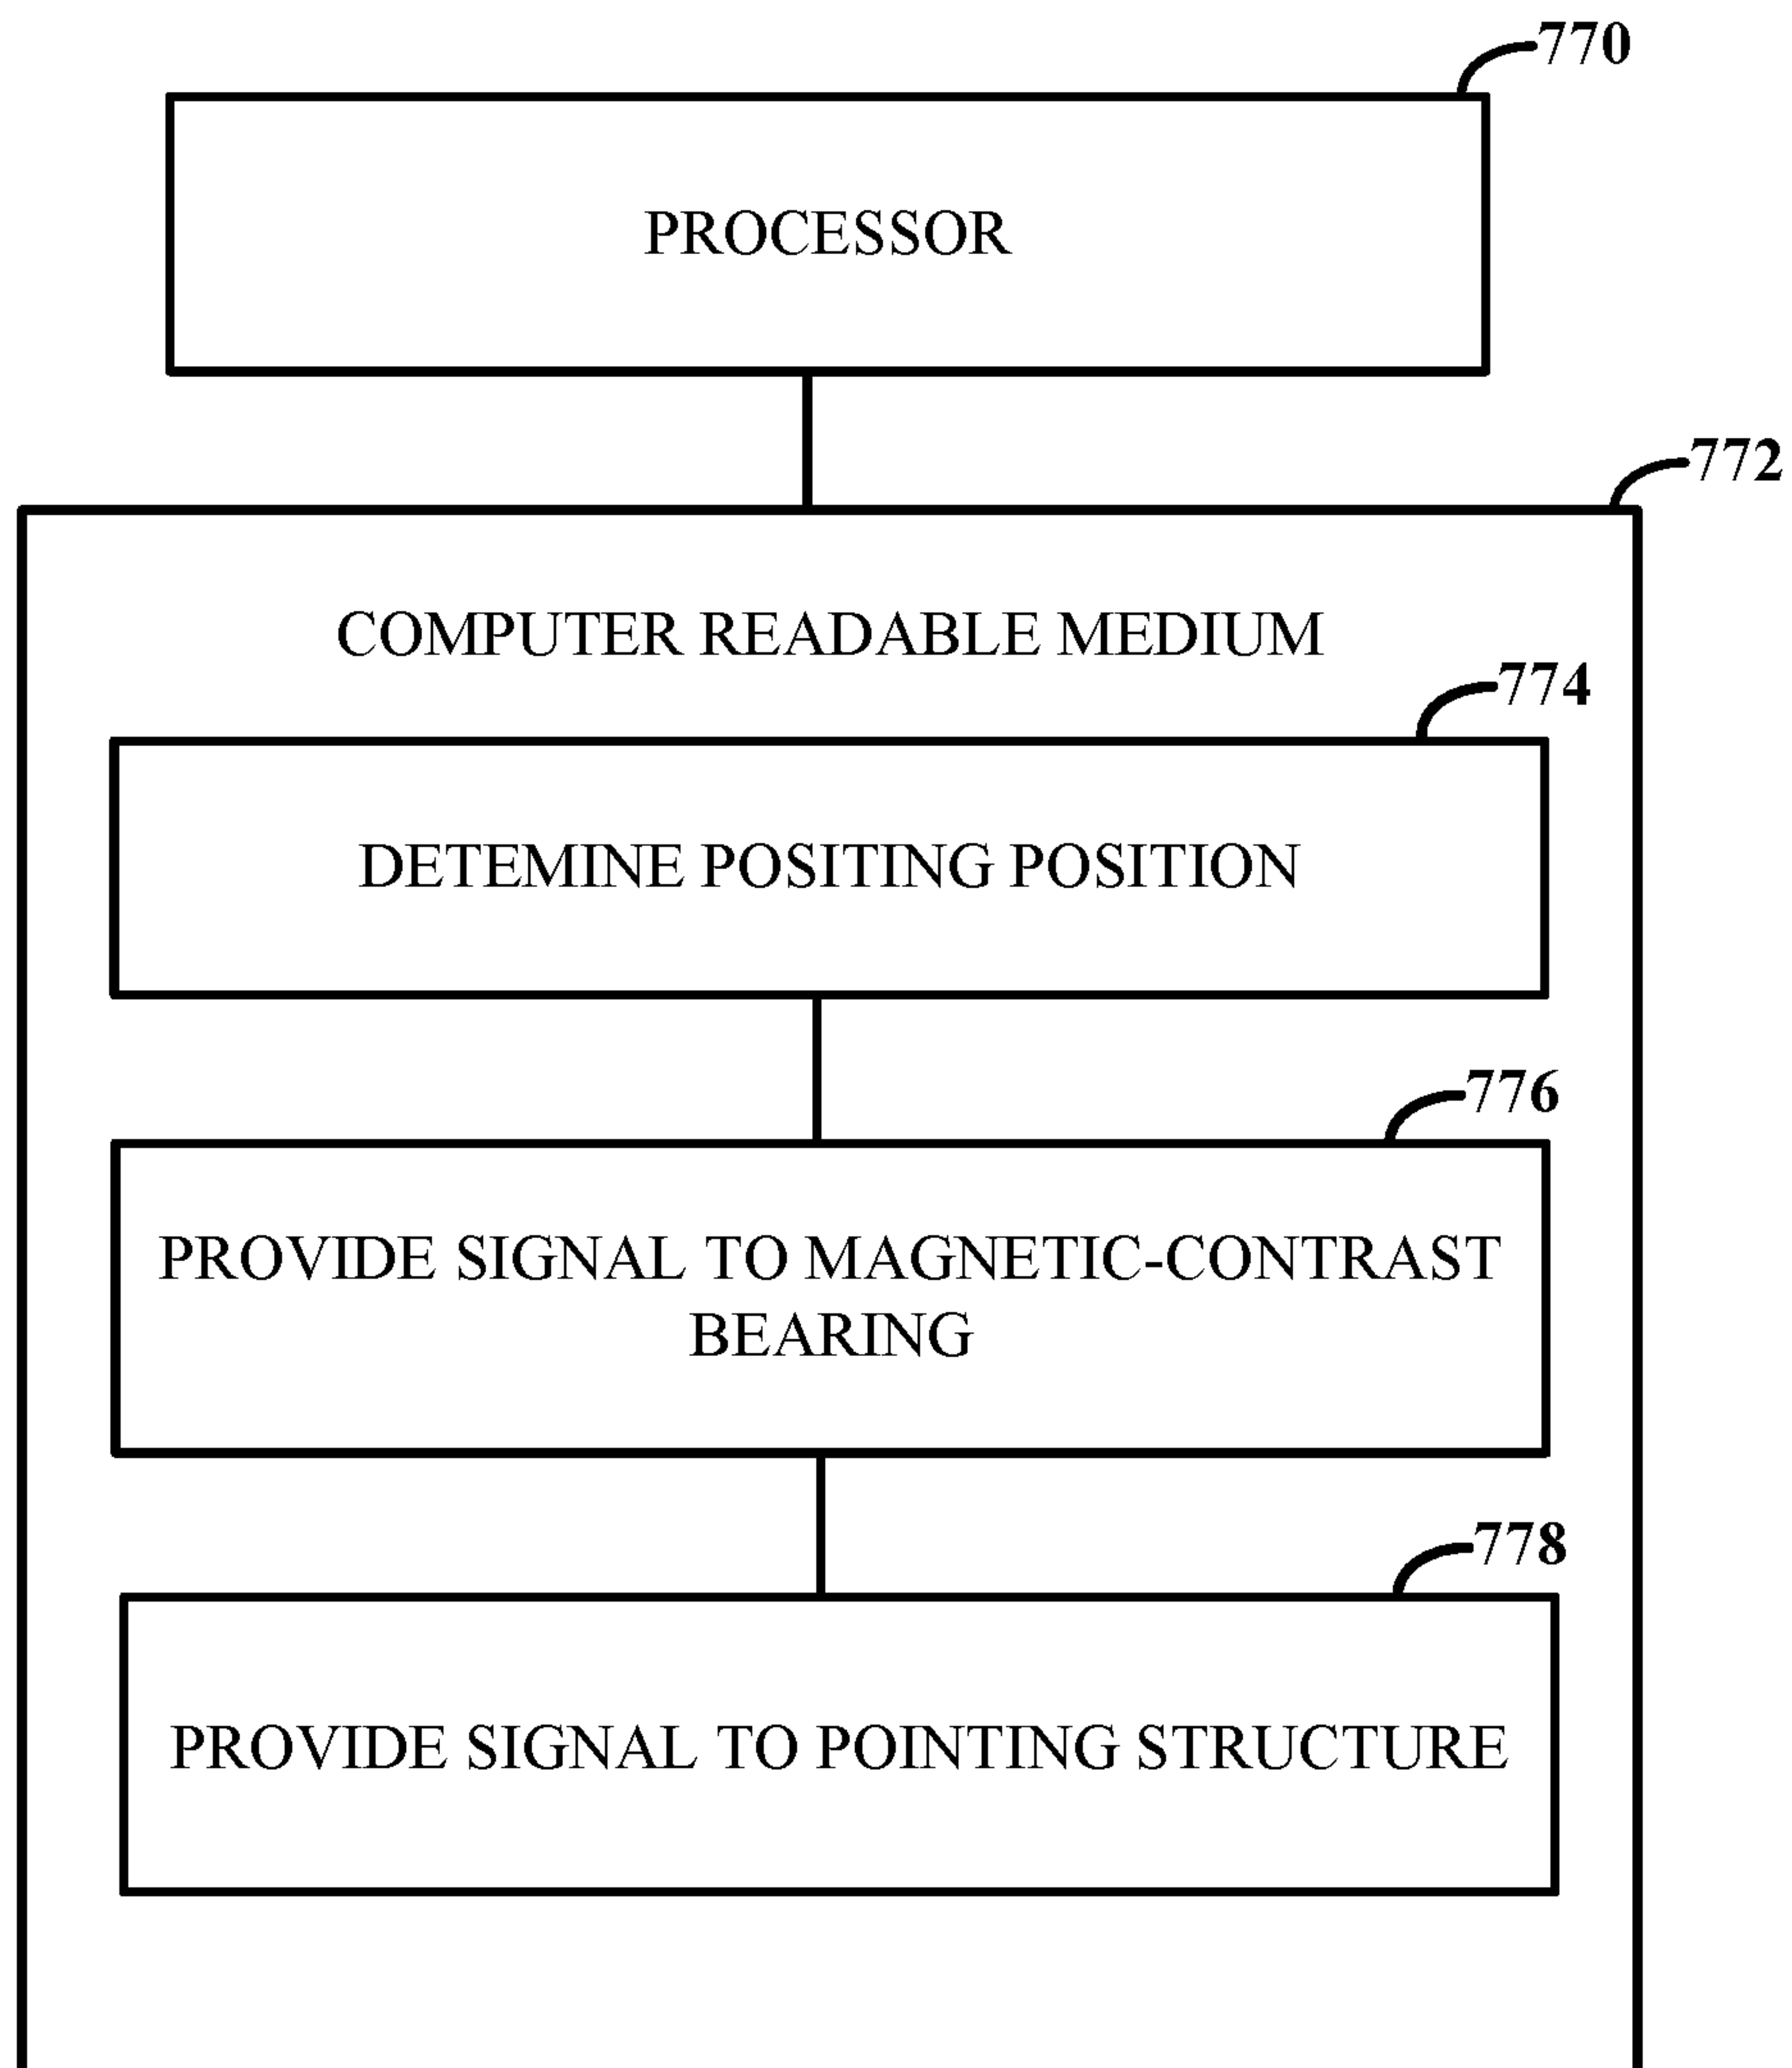 770
PROCESSOR
772
COMPUTER READABLE MEDIUM
774
DETEMINE POSITING POSITION
776
PROVIDE SIGNAL TO MAGNETIC-CONTRAST
BEARING
778
PROVIDE SIGNAL TO POINTING STRUCTURE